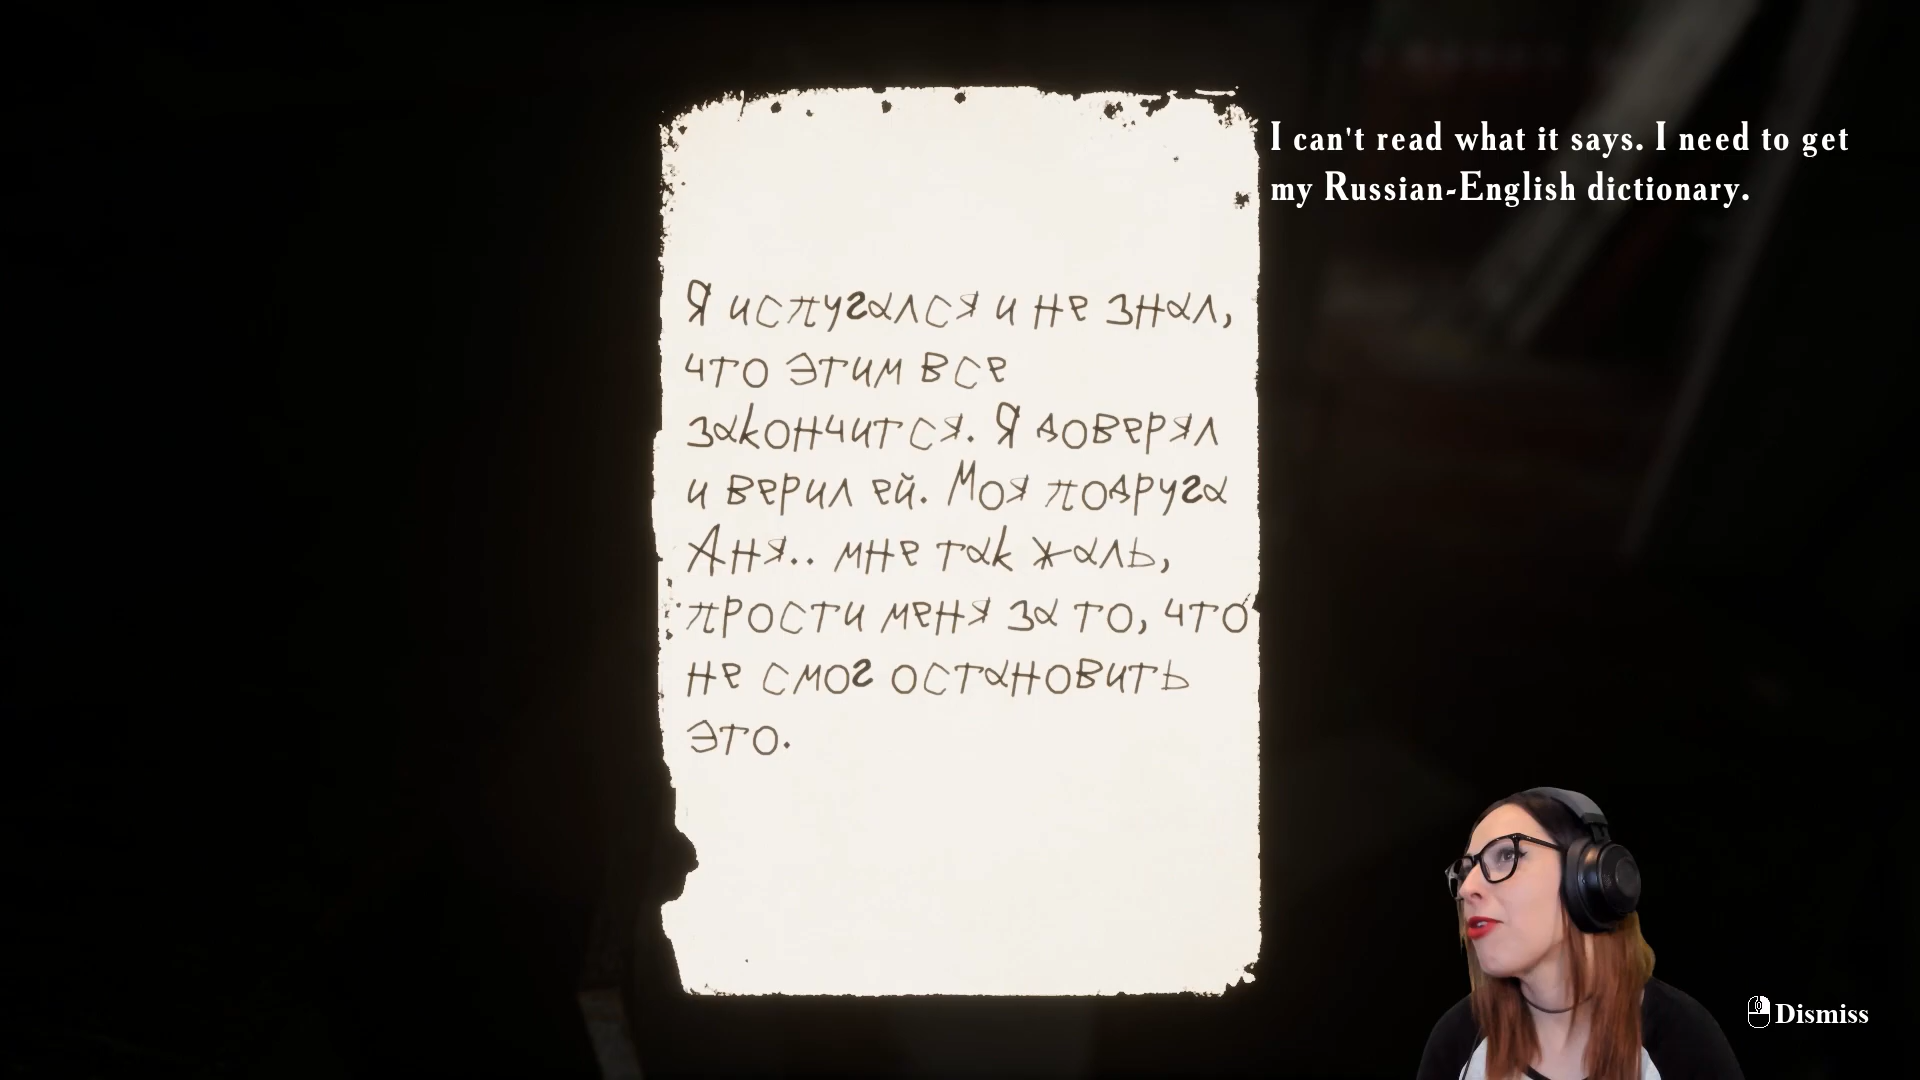 I can't read what it says. I need to get
my Russian-English dictionary.
Я испугался и не знал,
что этим все
закончится. Я доверял
и верил ей. Моя подруга
Аня.. мне так жаль,
прости меня за то, что
не смог остановить
это.
Dismiss